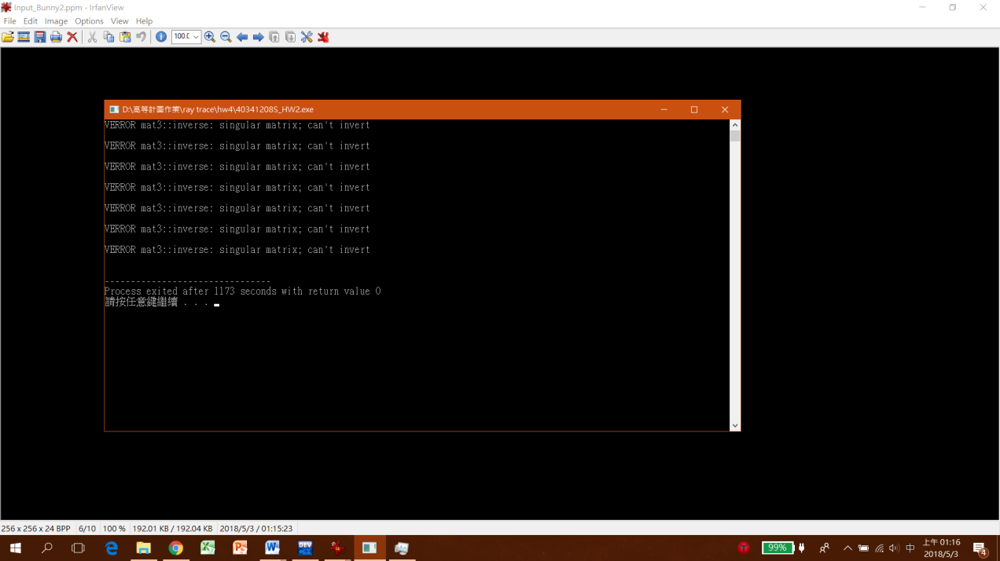 Input_Bunny2.ppm - IrfanView
File Edit Image Options View Help
100.0
D:\高等計圖作業\ray trace\hw4\40341208S_HW2.exe
VERROR mat3::inverse: singular matrix; can't invert
VERROR mat3::inverse: singular matrix; can't invert
VERROR mat3::inverse: singular matrix; can't invert
VERROR mat3::inverse: singular matrix; can't invert
VERROR mat3::inverse: singular matrix; can't invert
VERROR mat3::inverse: singular matrix; can't invert
VERROR mat3::inverse: singular matrix; can't invert
--------------------------------
Process exited after 1173 seconds with return value 0
請按任意鍵繼續 . . .
256 x 256 x 24 BPP 6/10 100 % 192.01 KB / 192.04 KB 2018/5/3 / 01:15:23
DEV
99% 中 上午 01:16
2018/5/3
4